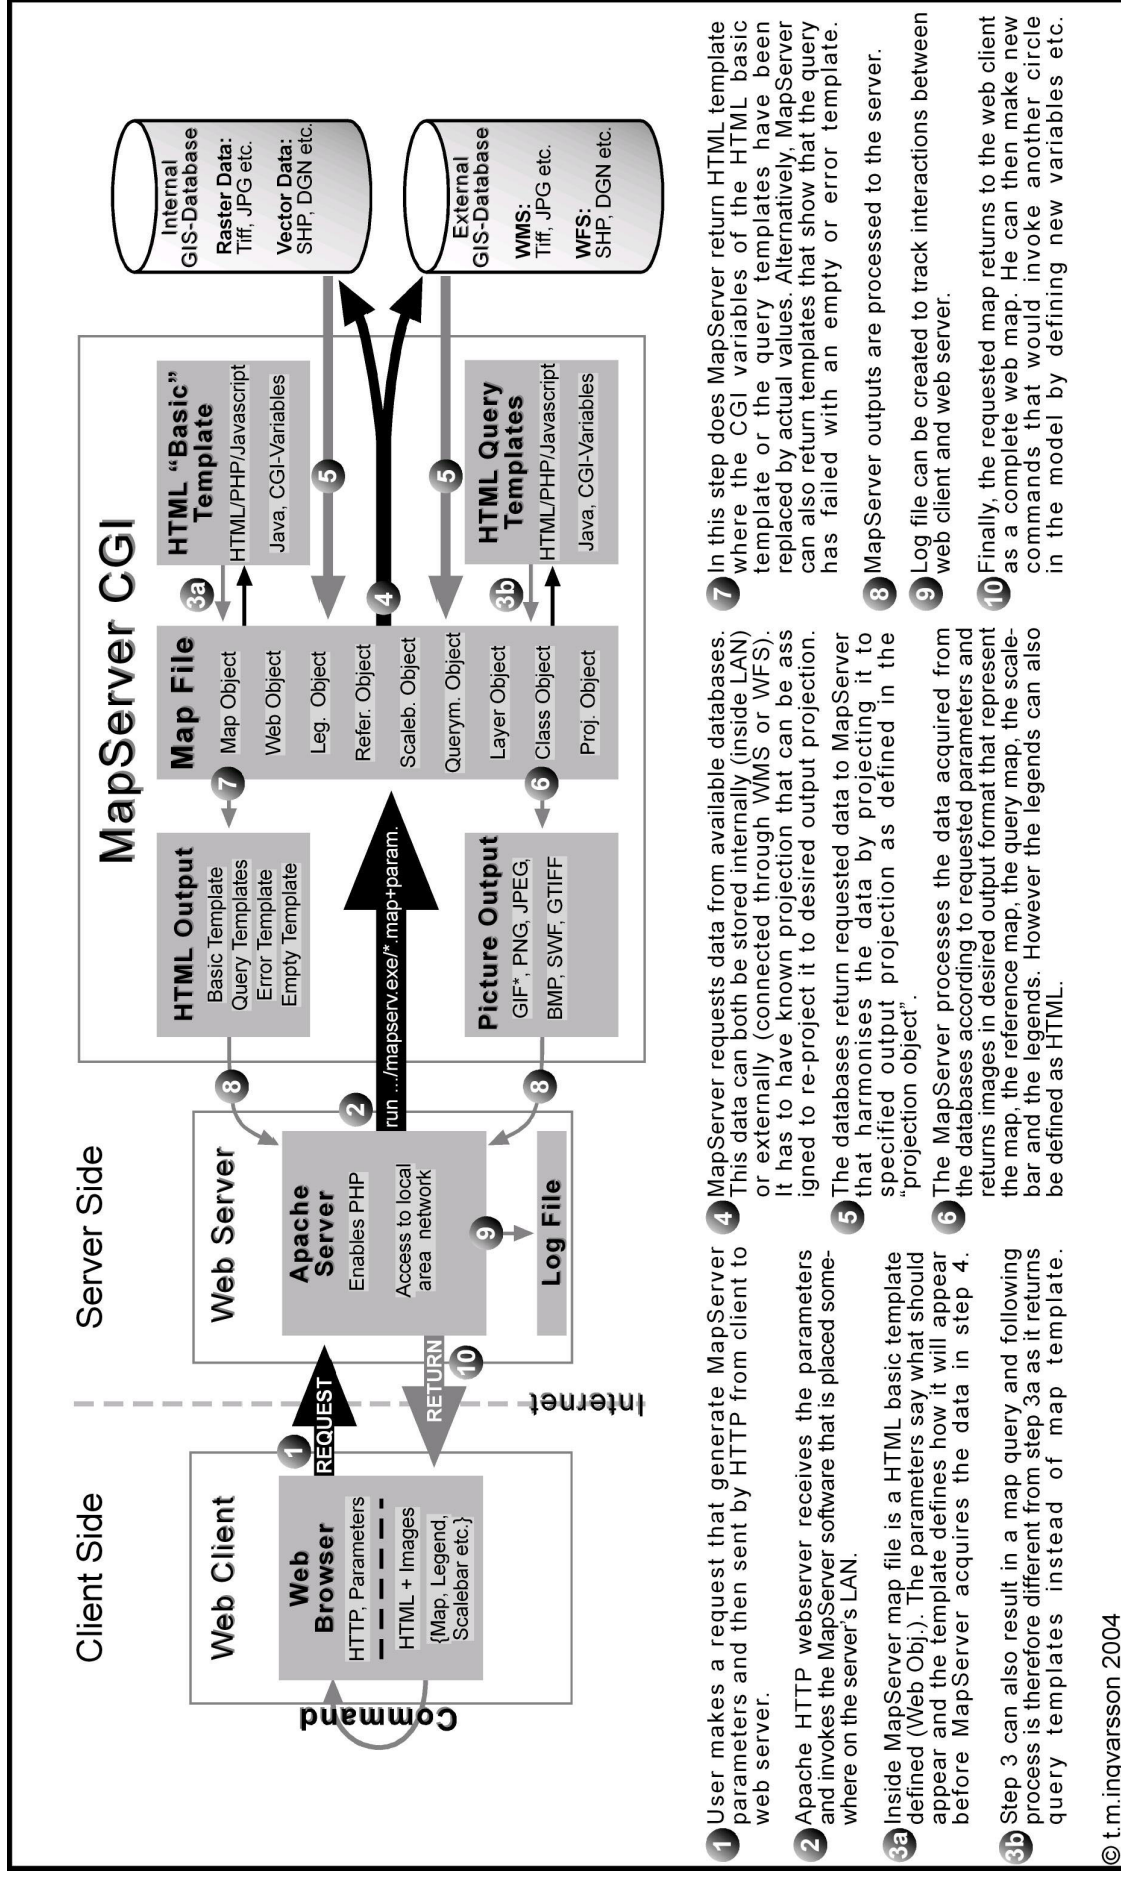 Client Side
Server Side
Web Client
Web
Browser
HTTP, Parameters
HTML + Images
{Map, Legend,
Scalebar etc.}
Command
1
REQUEST
Internet
RETURN
10
Web Server
Apache
Server
Enables PHP
Access to local
area network
9
Log File
2
run .../mapserv.exe/*.map+param.
8
8
MapServer CGI
HTML Output
Basic Template
Query Templates
Error Template
Empty Template
Picture Output
GIF*, PNG, JPEG,
BMP, SWF, GTIFF
7
6
Map File
Map Object
Web Object
Leg. Object
Refer. Object
Scaleb. Object
Querym. Object
Layer Object
Class Object
Proj. Object
3a
3b
4
5
5
HTML “Basic”
Template
HTML/PHP/Javascript
Java, CGI-Variables
HTML Query
Templates
HTML/PHP/Javascript
Java, CGI-Variables
Internal
GIS-Database
Raster Data:
Tiff, JPG etc.
Vector Data:
SHP, DGN etc.
External
GIS-Database
WMS:
Tiff, JPG etc.
WFS:
SHP, DGN etc.
1 User makes a request that generate MapServer
parameters and then sent by HTTP from client to
web server.
2 Apache HTTP webserver receives the parameters
and invokes the MapServer software that is placed some-
where on the server’s LAN.
3a Inside MapServer map file is a HTML basic template
defined (Web Obj.). The parameters say what should
appear and the template defines how it will appear
before MapServer acquires the data in step 4.
3b Step 3 can also result in a map query and following
process is therefore different from step 3a as it returns
query templates instead of map template.
4 MapServer requests data from available databases.
This data can both be stored internally (inside LAN)
or externally (connected through WMS or WFS).
It has to have known projection that can be ass
igned to re-project it to desired output projection.
5 The databases return requested data to MapServer
that harmonises the data by projecting it to
specified output projection as defined in the
“projection object”.
6 The MapServer processes the data acquired from
the databases according to requested parameters and
returns images in desired output format that represent
the map, the reference map, the query map, the scale-
bar and the legends. However the legends can also
be defined as HTML.
7 In this step does MapServer return HTML template
where the CGI variables of the HTML basic
template or the query templates have been
replaced by actual values. Alternatively, MapServer
can also return templates that show that the query
has failed with an empty or error template.
8 MapServer outputs are processed to the server.
9 Log file can be created to track interactions between
web client and web server.
10 Finally, the requested map returns to the web client
as a complete web map. He can then make new
commands that would invoke another circle
in the model by defining new variables etc.
© t.m.ingvarsson 2004